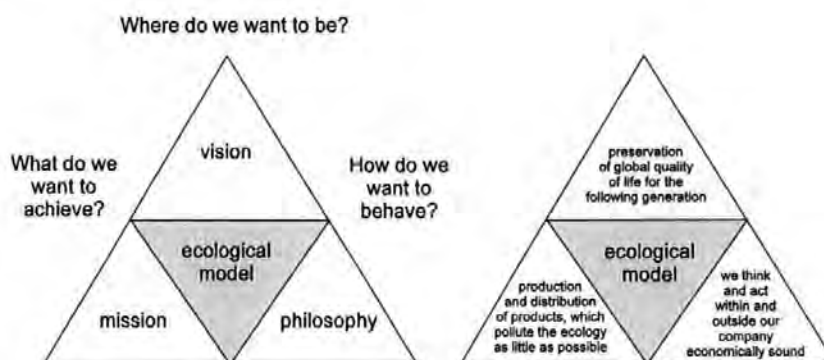 Where do we want to be?
vision
What do we
want to
achieve?
How do we
want to
behave?
ecological
model
mission
philosophy
preservation
of global quality
of life for the
following generation
ecological
model
production
and distribution
of products, which
pollute the ecology
as little as possible
we think
and act
within and
outside our
company
economically sound